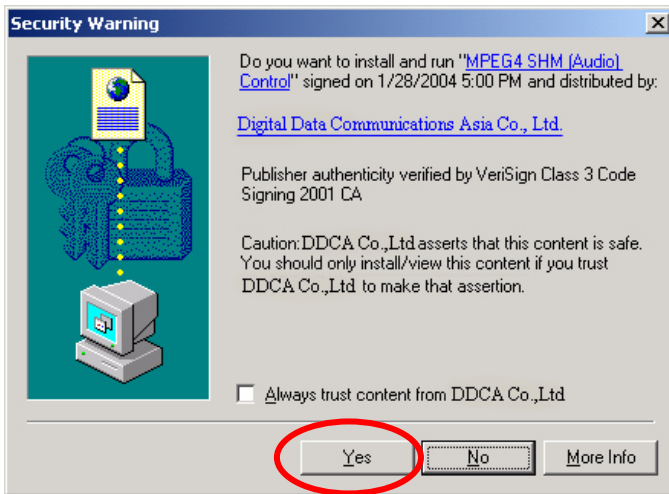 Security Warning
Do you want to install and run "MPEG4 SHM (Audio)
Control" signed on 1/28/2004 5:00 PM and distributed by:
Digital Data Communications Asia Co., Ltd.
Publisher authenticity verified by VeriSign Class 3 Code
Signing 2001 CA
Caution:DDCA Co.,Ltd asserts that this content is safe.
You should only install/view this content if you trust
DDCA Co.,Ltd to make that assertion.
Always trust content from DDCA Co.,Ltd
Yes No More Info